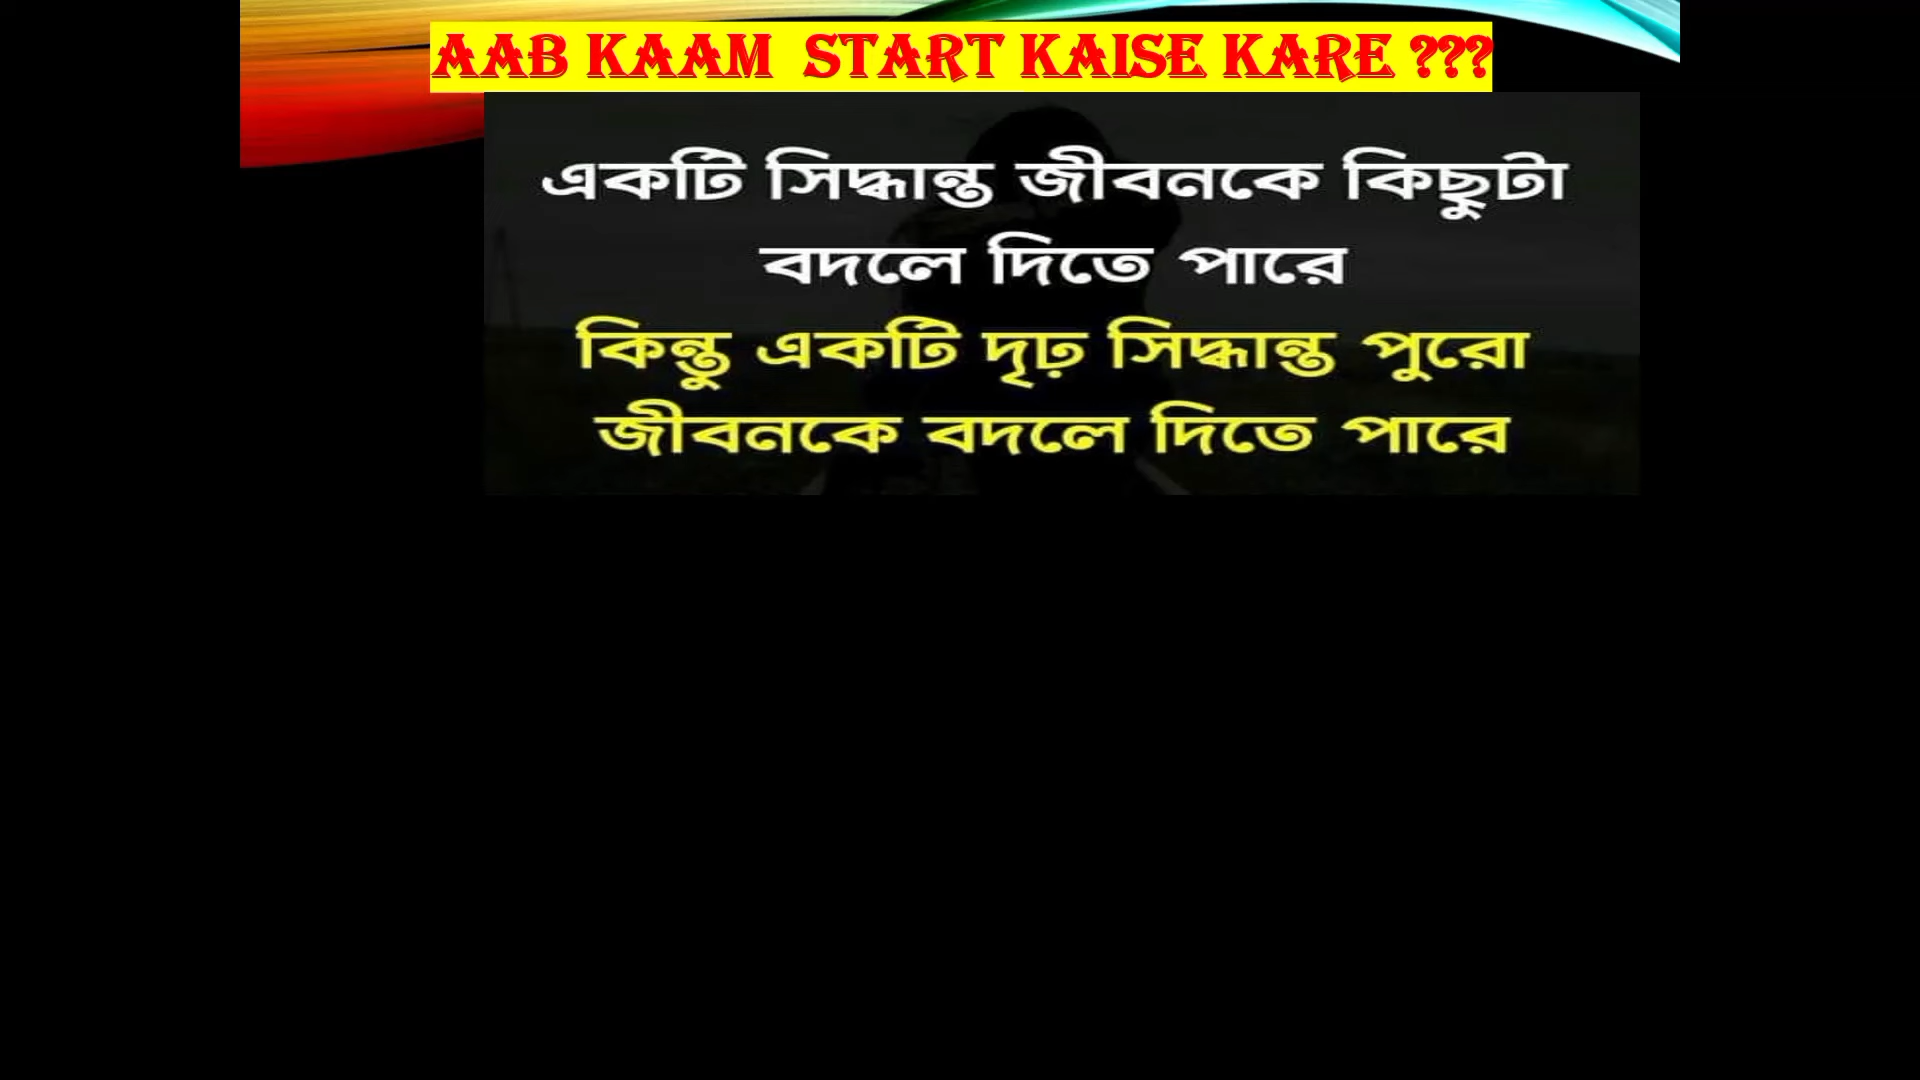 AAB KAAM START KAISE KARE ???
একটি সিদ্ধান্ত জীবনকে কিছুটা
বদলে দিতে পারে
কিন্তু একটি দৃঢ় সিদ্ধান্ত পুরো
জীবনকে বদলে দিতে পারে